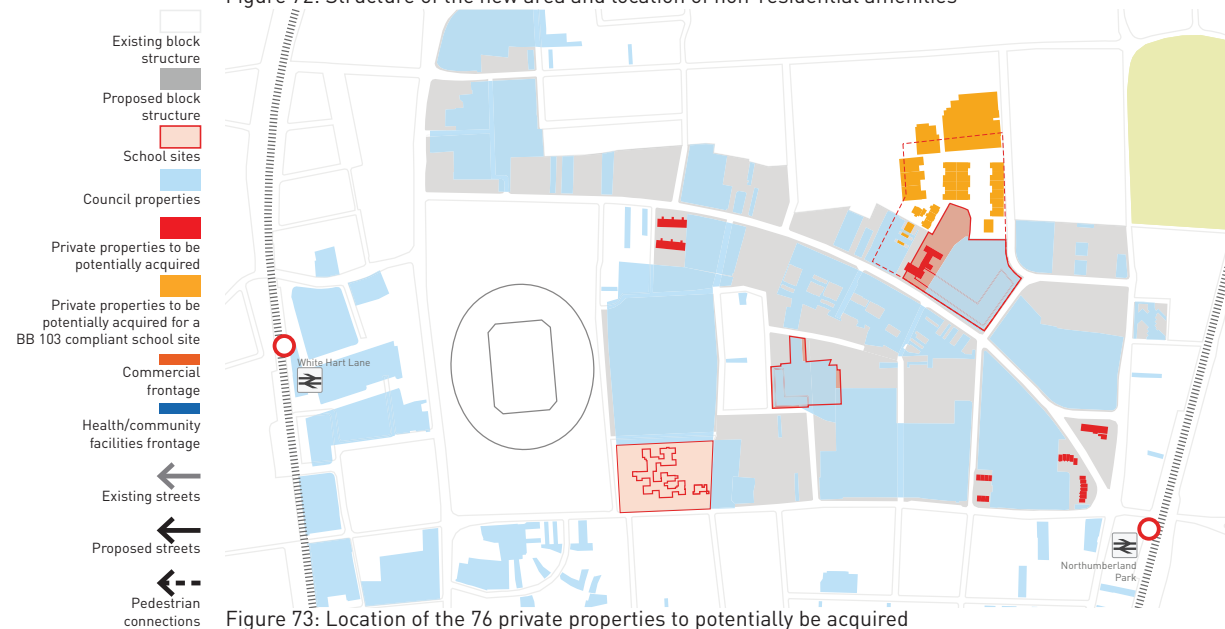 Figure 72: Structure of the new area and location of non-residential amenities
Existing block
structure
Proposed block
structure
School sites
Council properties
Private properties to be
potentially acquired
Private properties to be
potentially acquired for a
BB 103 compliant school site
Commercial
frontage
Health/community
facilities frontage
Existing streets
Proposed streets
Pedestrian
connections
White Hart Lane
Northumberland
Park
Figure 73: Location of the 76 private properties to potentially be acquired